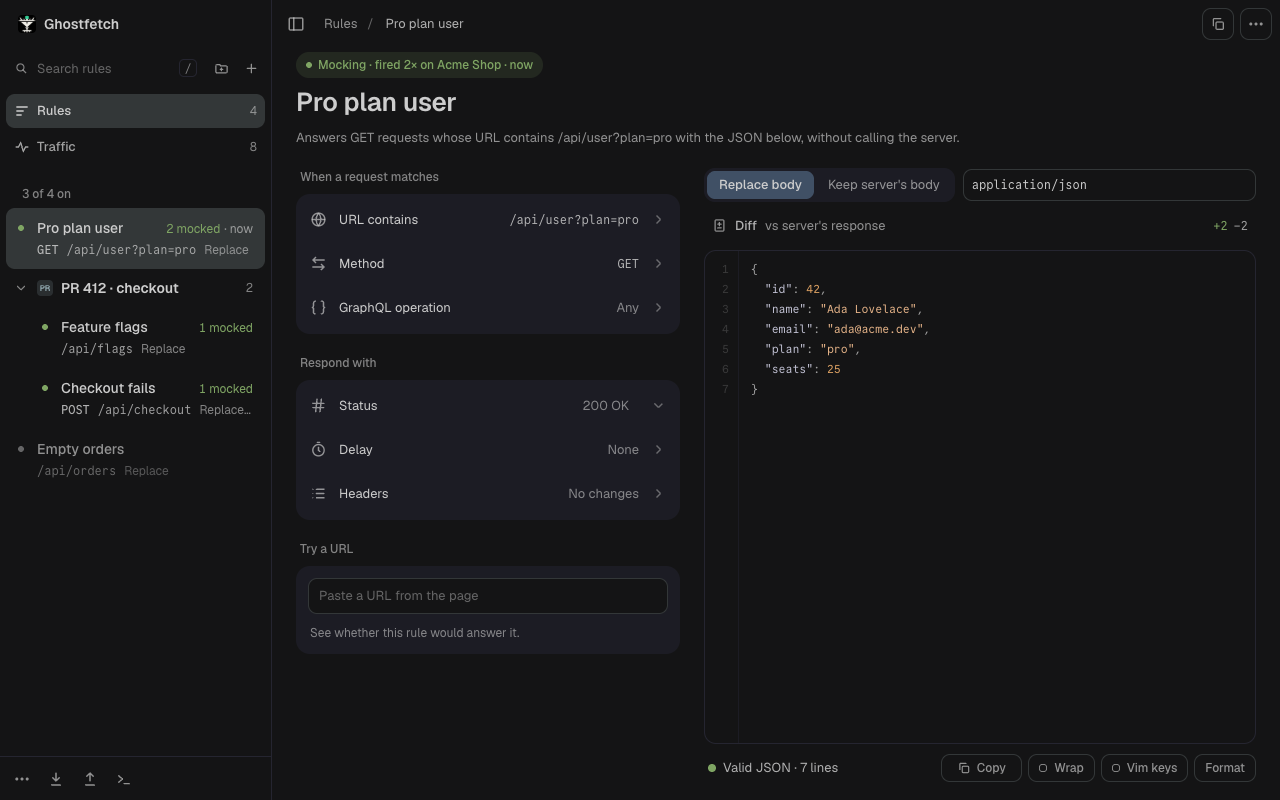 Ghostfetch
Search rules /
Rules 4
Traffic 8
3 of 4 on
Pro plan user 2 mocked · now
GET /api/user?plan=pro Replace
PR PR 412 · checkout 2
Feature flags 1 mocked
/api/flags Replace
Checkout fails 1 mocked
POST /api/checkout Replace…
Empty orders
/api/orders Replace
Rules / Pro plan user
Mocking · fired 2× on Acme Shop · now
Pro plan user
Answers GET requests whose URL contains /api/user?plan=pro with the JSON below, without calling the server.
When a request matches
URL contains /api/user?plan=pro
Method GET
GraphQL operation Any
Respond with
Status 200 OK
Delay None
Headers No changes
Try a URL
Paste a URL from the page
See whether this rule would answer it.
Replace body Keep server's body application/json
Diff vs server's response +2 −2
1 {
2 "id": 42,
3 "name": "Ada Lovelace",
4 "email": "ada@acme.dev",
5 "plan": "pro",
6 "seats": 25
7 }
Valid JSON · 7 lines Copy Wrap Vim keys Format